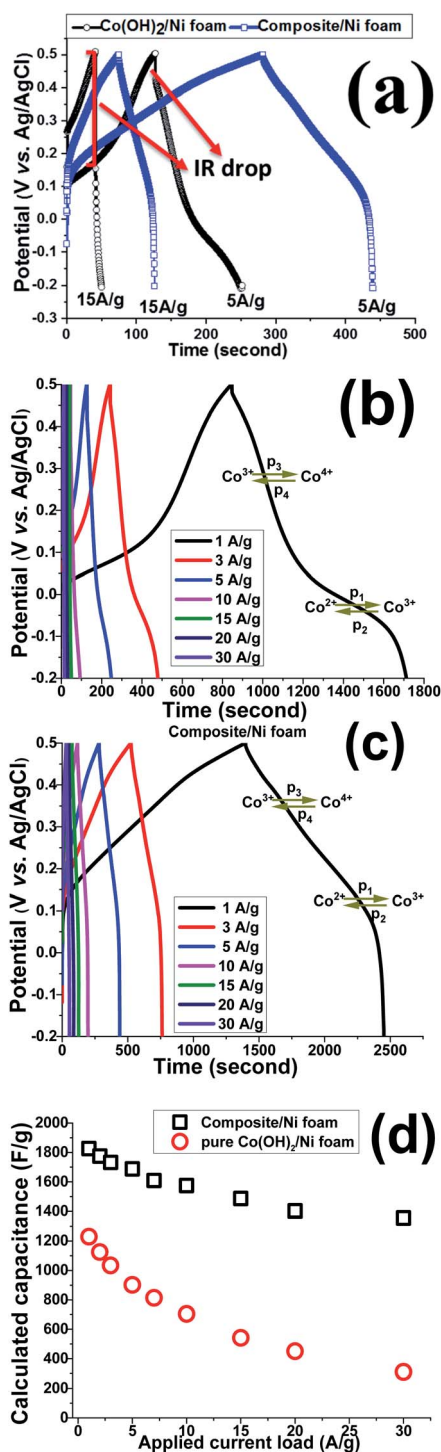 Co(OH)2/Ni foam Composite/Ni foam
(a)
Potential (V vs. Ag/AgCl)
0.5
0.4
0.3
0.2
0.1
0.0
-0.1
-0.2
-0.3
IR drop
15A/g 15A/g 5A/g 5A/g
0 100 200 300 400 500
Time (second)
(b)
Potential (V vs. Ag/AgCl)
0.5
0.4
0.3
0.2
0.1
0.0
-0.1
-0.2
p3
Co3+ Co4+
p4
p1
Co2+ Co3+
p2
1 A/g
3 A/g
5 A/g
10 A/g
15 A/g
20 A/g
30 A/g
0 200 400 600 800 1000 1200 1400 1600 1800
Time (second)
Composite/Ni foam
(c)
Potential (V vs. Ag/AgCl)
0.5
0.4
0.3
0.2
0.1
0.0
-0.1
-0.2
p3
Co3+ Co4+
p4
p1
Co2+ Co3+
p2
1 A/g
3 A/g
5 A/g
10 A/g
15 A/g
20 A/g
30 A/g
0 500 1000 1500 2000 2500
Time (second)
(d)
Composite/Ni foam
pure Co(OH)2/Ni foam
Calculated capacitance (F/g)
2000
1800
1600
1400
1200
1000
800
600
400
200
0
0 5 10 15 20 25 30
Applied current load (A/g)